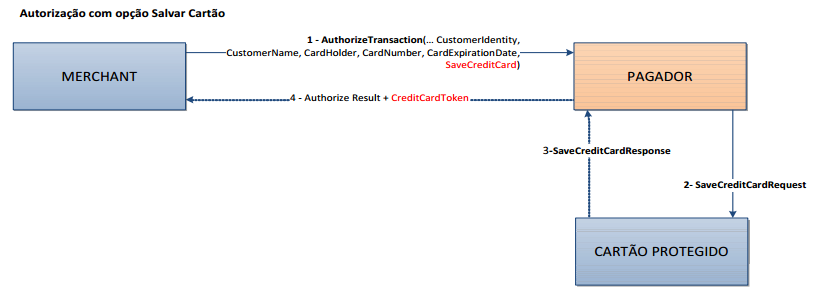 Autorização com opção Salvar Cartão
1 - AuthorizeTransaction(... CustomerIdentity,
CustomerName, CardHolder, CardNumber, CardExpirationDate,
SaveCreditCard)
MERCHANT
PAGADOR
4 - Authorize Result + CreditCardToken
3-SaveCreditCardResponse
2- SaveCreditCardRequest
CARTÃO PROTEGIDO